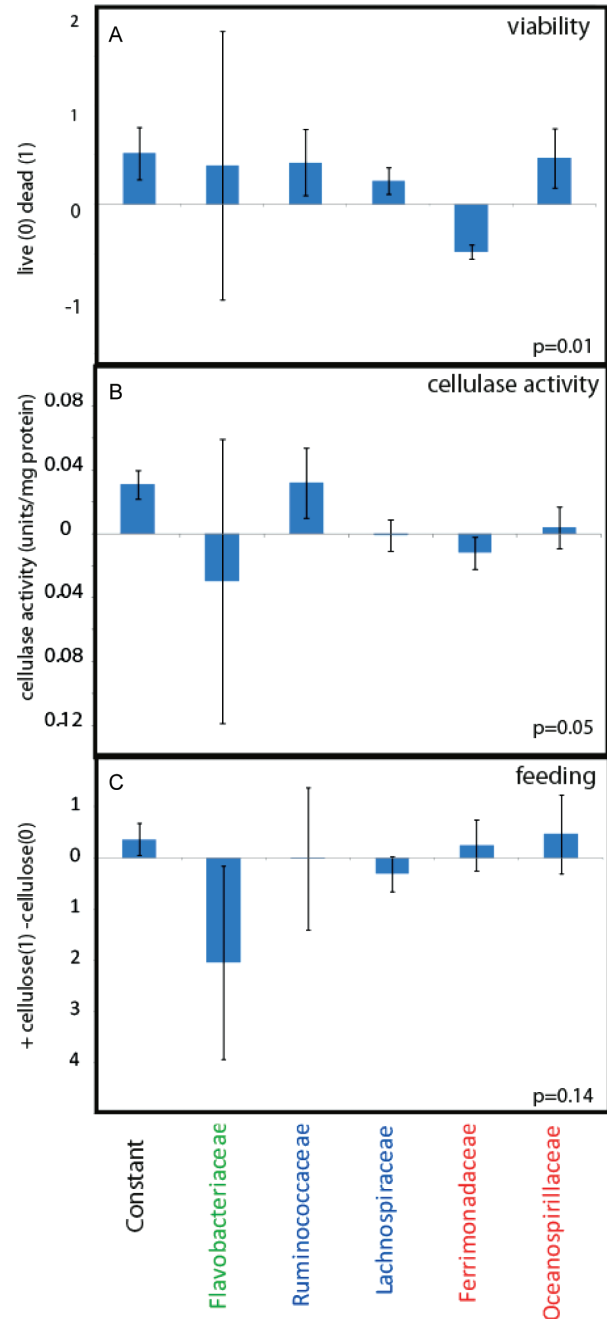 A
viability
2
1
0
-1
live (0) dead (1)
p=0.01
B
cellulase activity
0.08
0.04
0
0.04
0.08
0.12
cellulase activity (units/mg protein)
p=0.05
C
feeding
1
0
1
2
3
4
+ cellulose(1) -cellulose(0)
p=0.14
Constant
Flavobacteriaceae
Ruminococcaceae
Lachnospiraceae
Ferrimonadaceae
Oceanospirillaceae